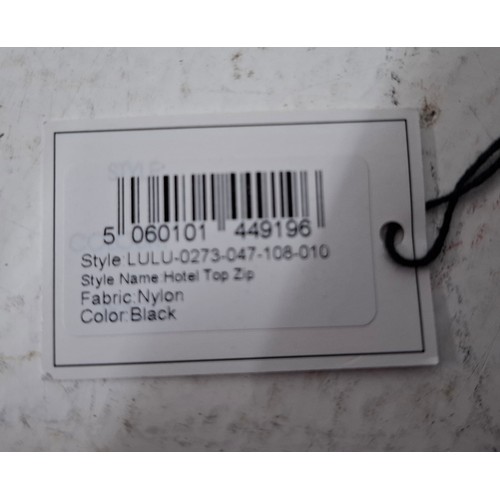 5 060101 449196
Style:LULU-0273-047-108-010
Style Name:Hotel Top Zip
Fabric:Nylon
Color:Black